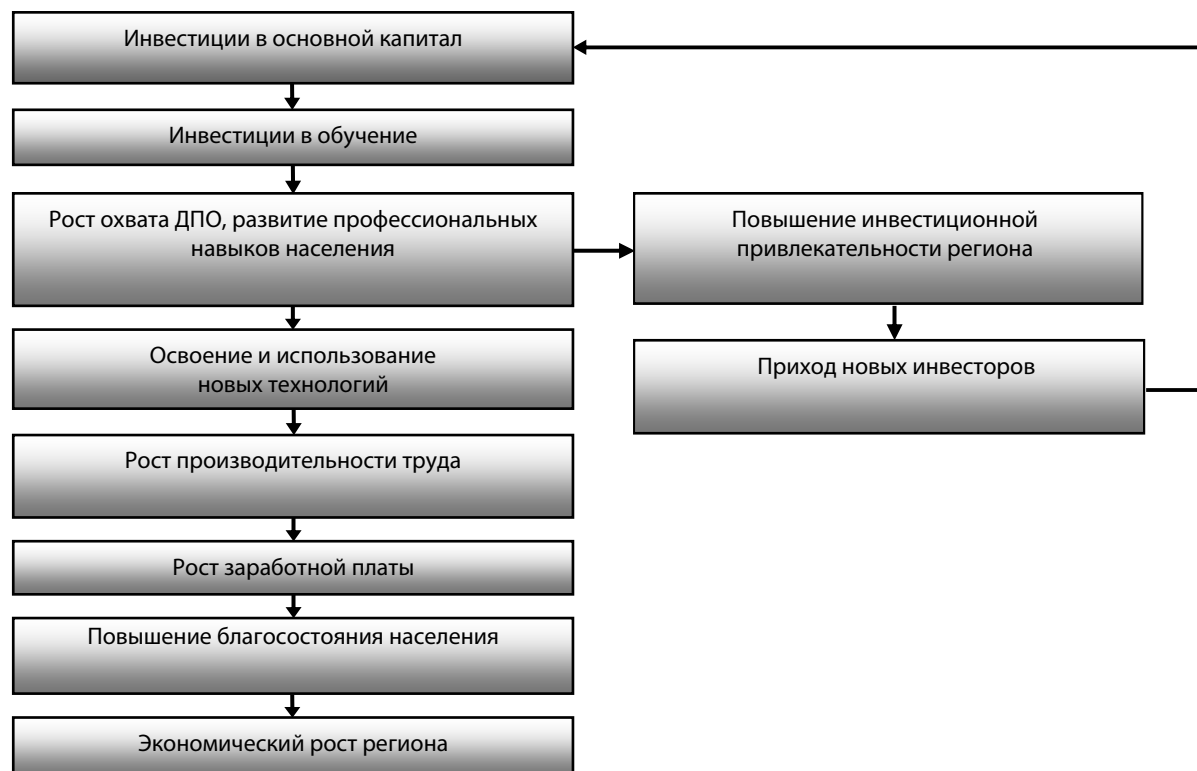 Инвестиции в основной капитал
Инвестиции в обучение
Рост охвата ДПО, развитие профессиональных
навыков населения
Повышение инвестиционной
привлекательности региона
Освоение и использование
новых технологий
Приход новых инвесторов
Рост производительности труда
Рост заработной платы
Повышение благосостояния населения
Экономический рост региона